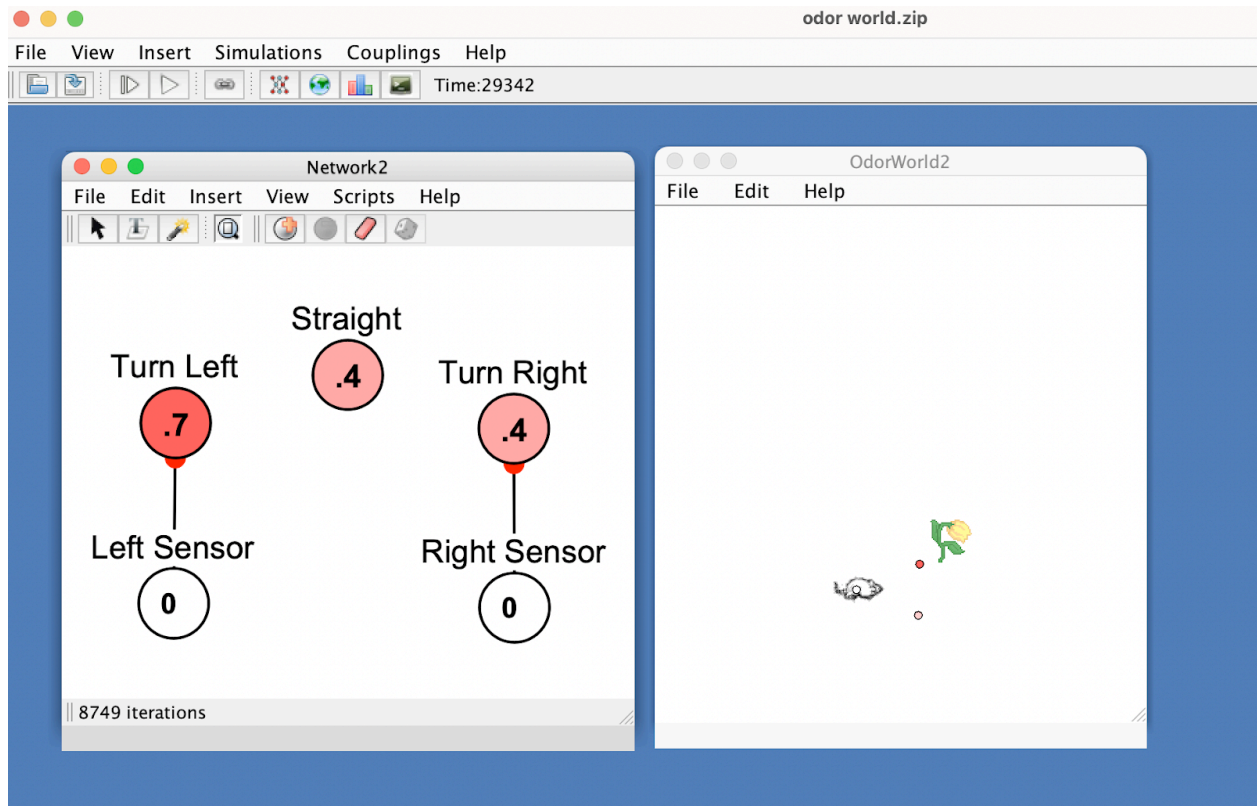 odor world.zip
File View Insert Simulations Couplings Help
Time:29342
Network2
File Edit Insert View Scripts Help
Straight
.4
Turn Left
.7
Turn Right
.4
Left Sensor
0
Right Sensor
0
8749 iterations
OdorWorld2
File Edit Help